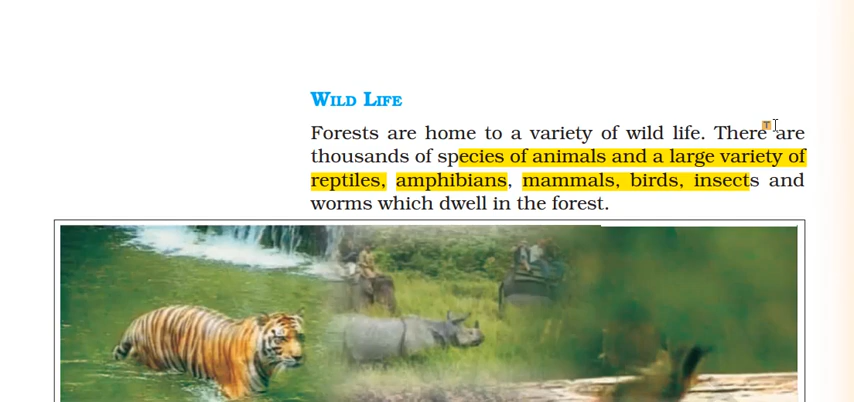 WILD LIFE
Forests are home to a variety of wild life. There are
thousands of species of animals and a large variety of
reptiles, amphibians, mammals, birds, insects and
worms which dwell in the forest.